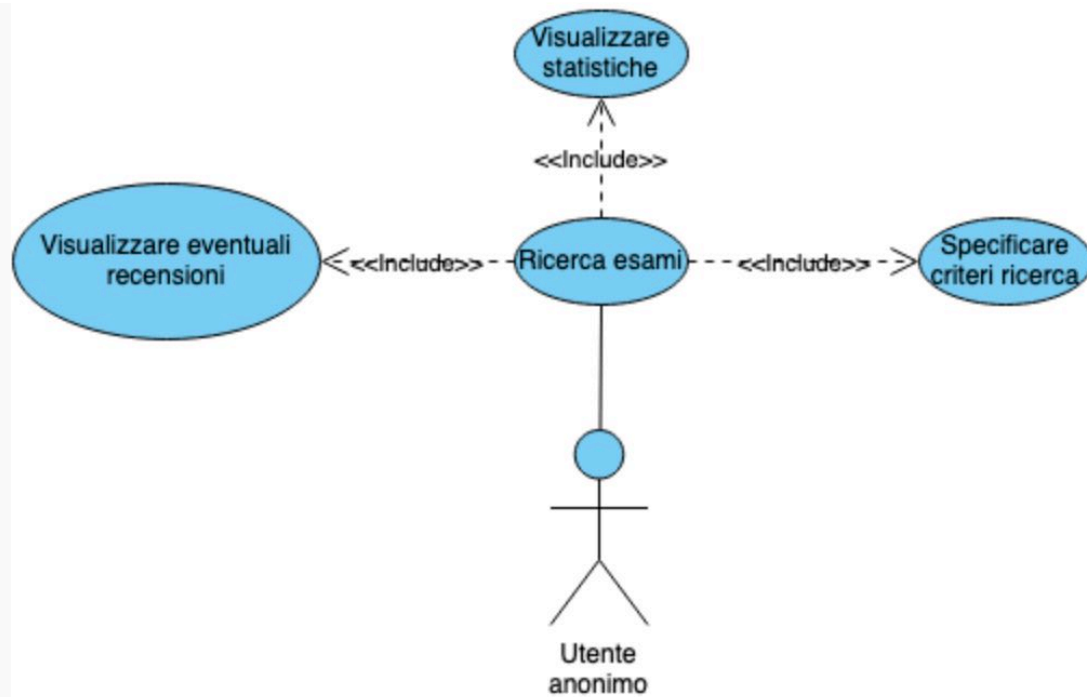 Visualizzare
statistiche
<<Include>>
Visualizzare eventuali
recensioni
<<Include>>
Ricerca esami
<<Include>>
Specificare
criteri ricerca
Utente
anonimo